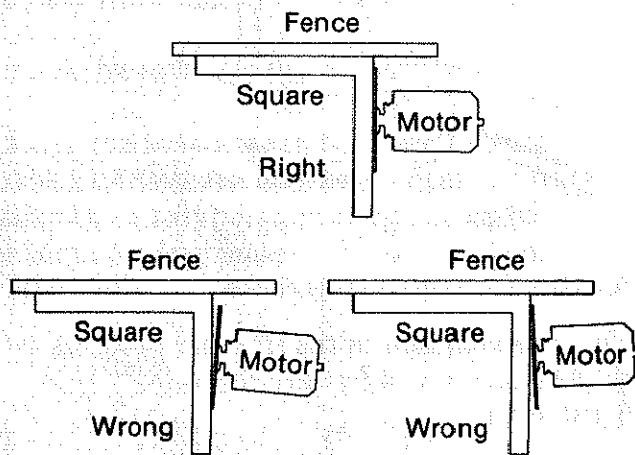 Fence
Square
Motor
Right
Fence
Square
Motor
Wrong
Fence
Square
Motor
Wrong